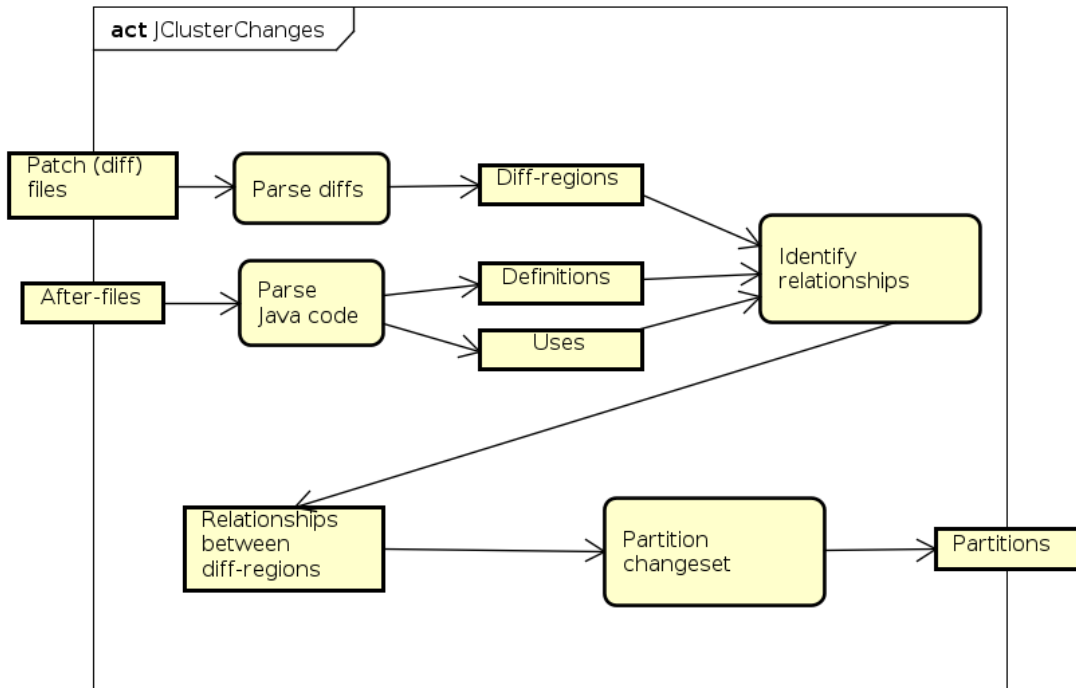 act JClusterChanges
Patch (diff)
files
Parse diffs
Diff-regions
After-files
Parse
Java code
Definitions
Uses
Identify
relationships
Relationships
between
diff-regions
Partition
changeset
Partitions